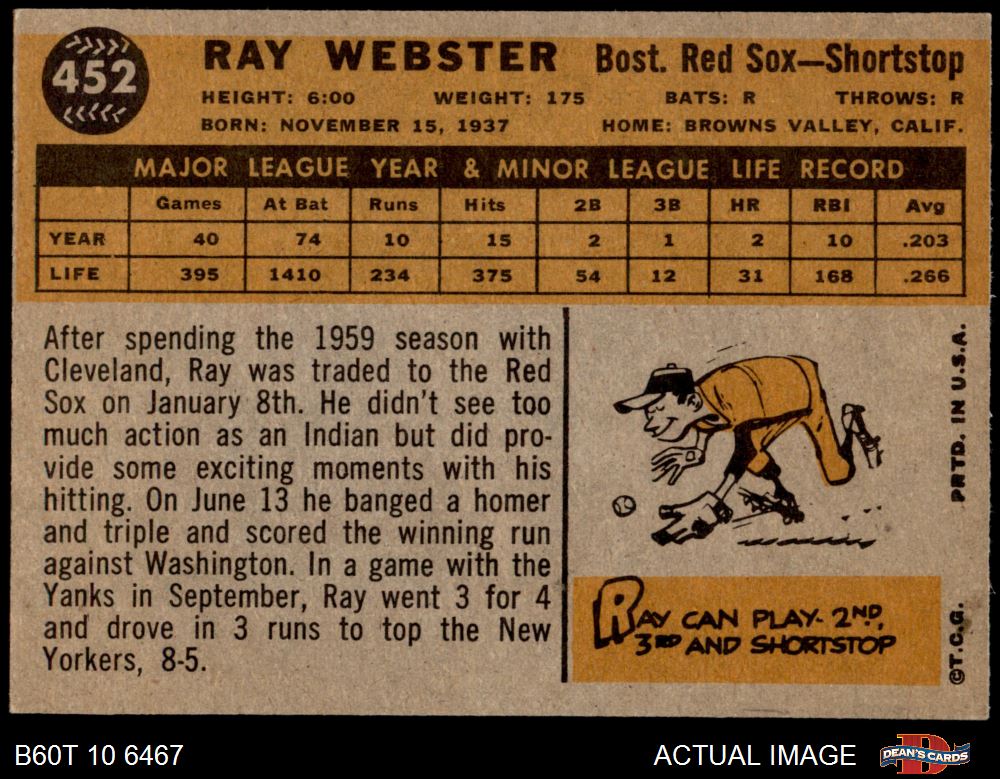 452
RAY WEBSTER Bost. Red Sox—Shortstop
HEIGHT: 6:00 WEIGHT: 175 BATS: R THROWS: R
BORN: NOVEMBER 15, 1937 HOME: BROWNS VALLEY, CALIF.
MAJOR LEAGUE YEAR & MINOR LEAGUE LIFE RECORD
Games At Bat Runs Hits 2B 3B HR RBI Avg
YEAR 40 74 10 15 2 1 2 10 .203
LIFE 395 1410 234 375 54 12 31 168 .266
After spending the 1959 season with
Cleveland, Ray was traded to the Red
Sox on January 8th. He didn't see too
much action as an Indian but did pro-
vide some exciting moments with his
hitting. On June 13 he banged a homer
and triple and scored the winning run
against Washington. In a game with the
Yanks in September, Ray went 3 for 4
and drove in 3 runs to top the New
Yorkers, 8-5.
RAY CAN PLAY- 2ND,
3RD AND SHORTSTOP
©T.C.G. PRTD. IN U.S.A.
B60T 10 6467 ACTUAL IMAGE
D
DEAN'S CARDS